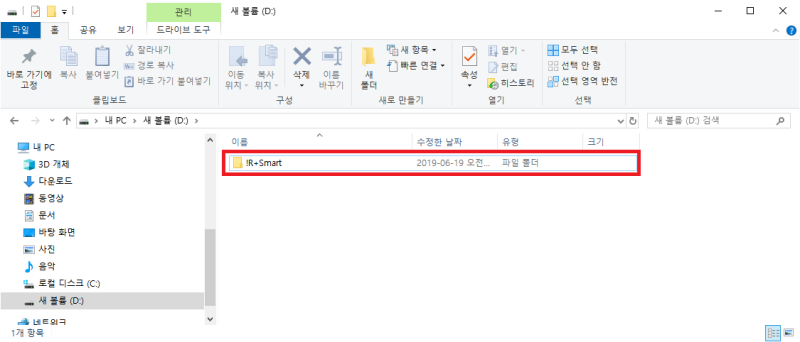 관리
새 볼륨 (D:)
파일
홈
공유
보기
드라이브 도구
바로 가기에
고정
복사
붙여넣기
잘라내기
경로 복사
바로 가기 붙여넣기
클립보드
이동
위치
복사
위치
삭제
이름
바꾸기
구성
새
폴더
새 항목
빠른 연결
새로 만들기
속성
열기
편집
히스토리
열기
모두 선택
선택 안 함
선택 영역 반전
선택
내 PC > 새 볼륨 (D:) >
새 볼륨 (D:) 검색
이름
수정한 날짜
유형
크기
!R+Smart
2019-06-19 오전...
파일 폴더
내 PC
3D 개체
다운로드
동영상
문서
바탕 화면
사진
음악
로컬 디스크 (C:)
새 볼륨 (D:)
네트워크
1개 항목